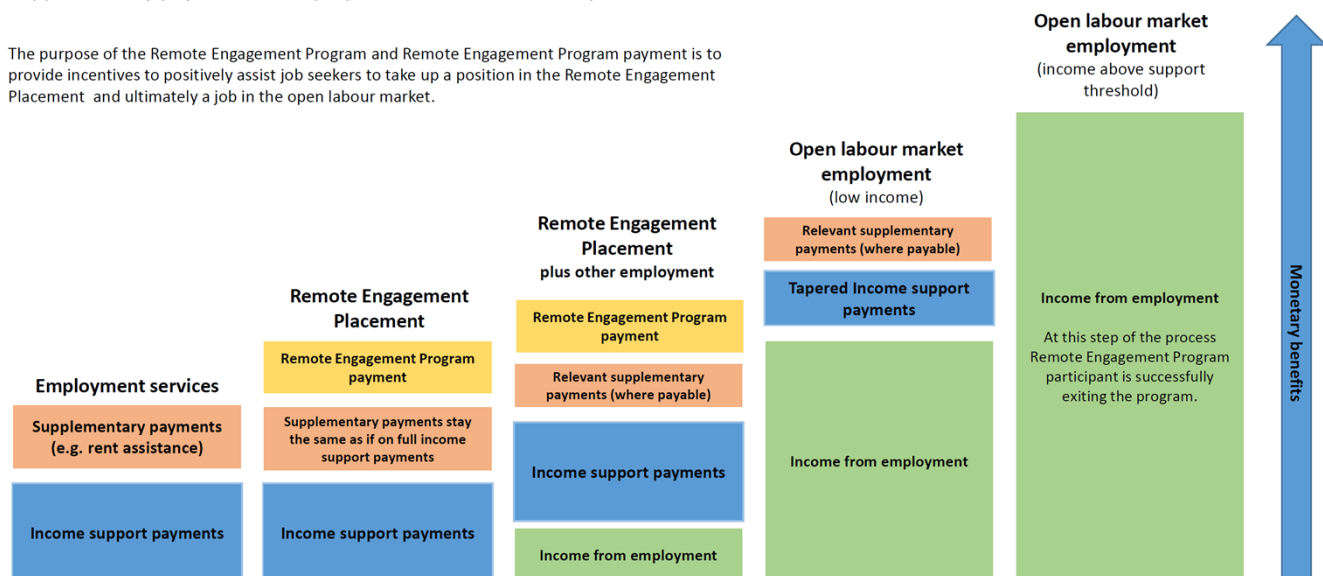 The purpose of the Remote Engagement Program and Remote Engagement Program payment is to
provide incentives to positively assist job seekers to take up a position in the Remote Engagement
Placement and ultimately a job in the open labour market.
Employment services
Supplementary payments
(e.g. rent assistance)
Income support payments
Remote Engagement
Placement
Remote Engagement Program
payment
Supplementary payments stay
the same as if on full income
support payments
Income support payments
Remote Engagement
Placement
plus other employment
Remote Engagement Program
payment
Relevant supplementary
payments (where payable)
Income support payments
Income from employment
Open labour market
employment
(low income)
Relevant supplementary
payments (where payable)
Tapered Income support
payments
Income from employment
Open labour market
employment
(income above support
threshold)
Income from employment
At this step of the process
Remote Engagement Program
participant is successfully
exiting the program.
Monetary benefits